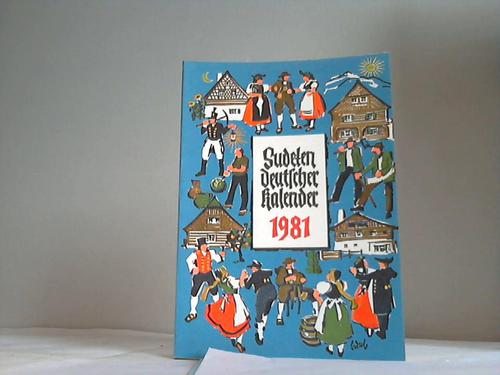 Sudeten
deutscher
Kalender
1981